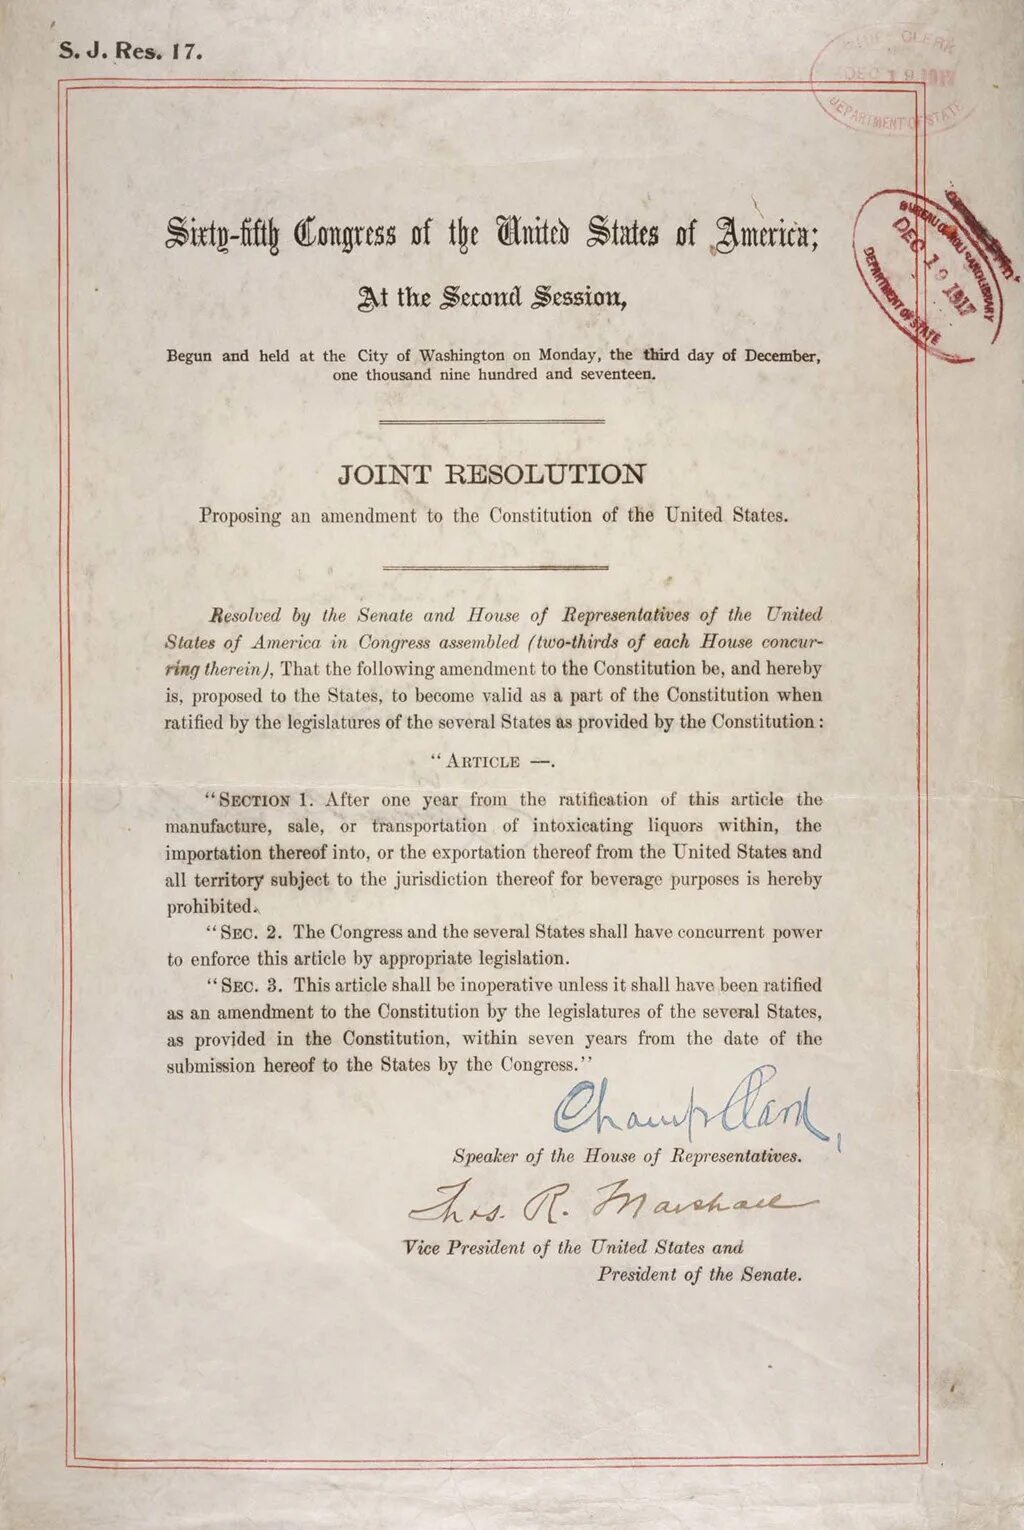 S. J. Res. 17.
CLERK
DEC 19 1917
DEPARTMENT OF STATE
Sixty-fifth Congress of the United States of America;
At the Second Session,
DEC 19 1917
DEPARTMENT OF STATE
Begun and held at the City of Washington on Monday, the third day of December,
one thousand nine hundred and seventeen.
JOINT RESOLUTION
Proposing an amendment to the Constitution of the United States.
Resolved by the Senate and House of Representatives of the United
States of America in Congress assembled (two-thirds of each House concur-
ring therein), That the following amendment to the Constitution be, and hereby
is, proposed to the States, to become valid as a part of the Constitution when
ratified by the legislatures of the several States as provided by the Constitution:
"ARTICLE —.
"SECTION 1. After one year from the ratification of this article the
manufacture, sale, or transportation of intoxicating liquors within, the
importation thereof into, or the exportation thereof from the United States and
all territory subject to the jurisdiction thereof for beverage purposes is hereby
prohibited.
"SEC. 2. The Congress and the several States shall have concurrent power
to enforce this article by appropriate legislation.
"SEC. 3. This article shall be inoperative unless it shall have been ratified
as an amendment to the Constitution by the legislatures of the several States,
as provided in the Constitution, within seven years from the date of the
submission hereof to the States by the Congress."
Champ Clark
Speaker of the House of Representatives.
Thos. R. Marshall
Vice President of the United States and
President of the Senate.